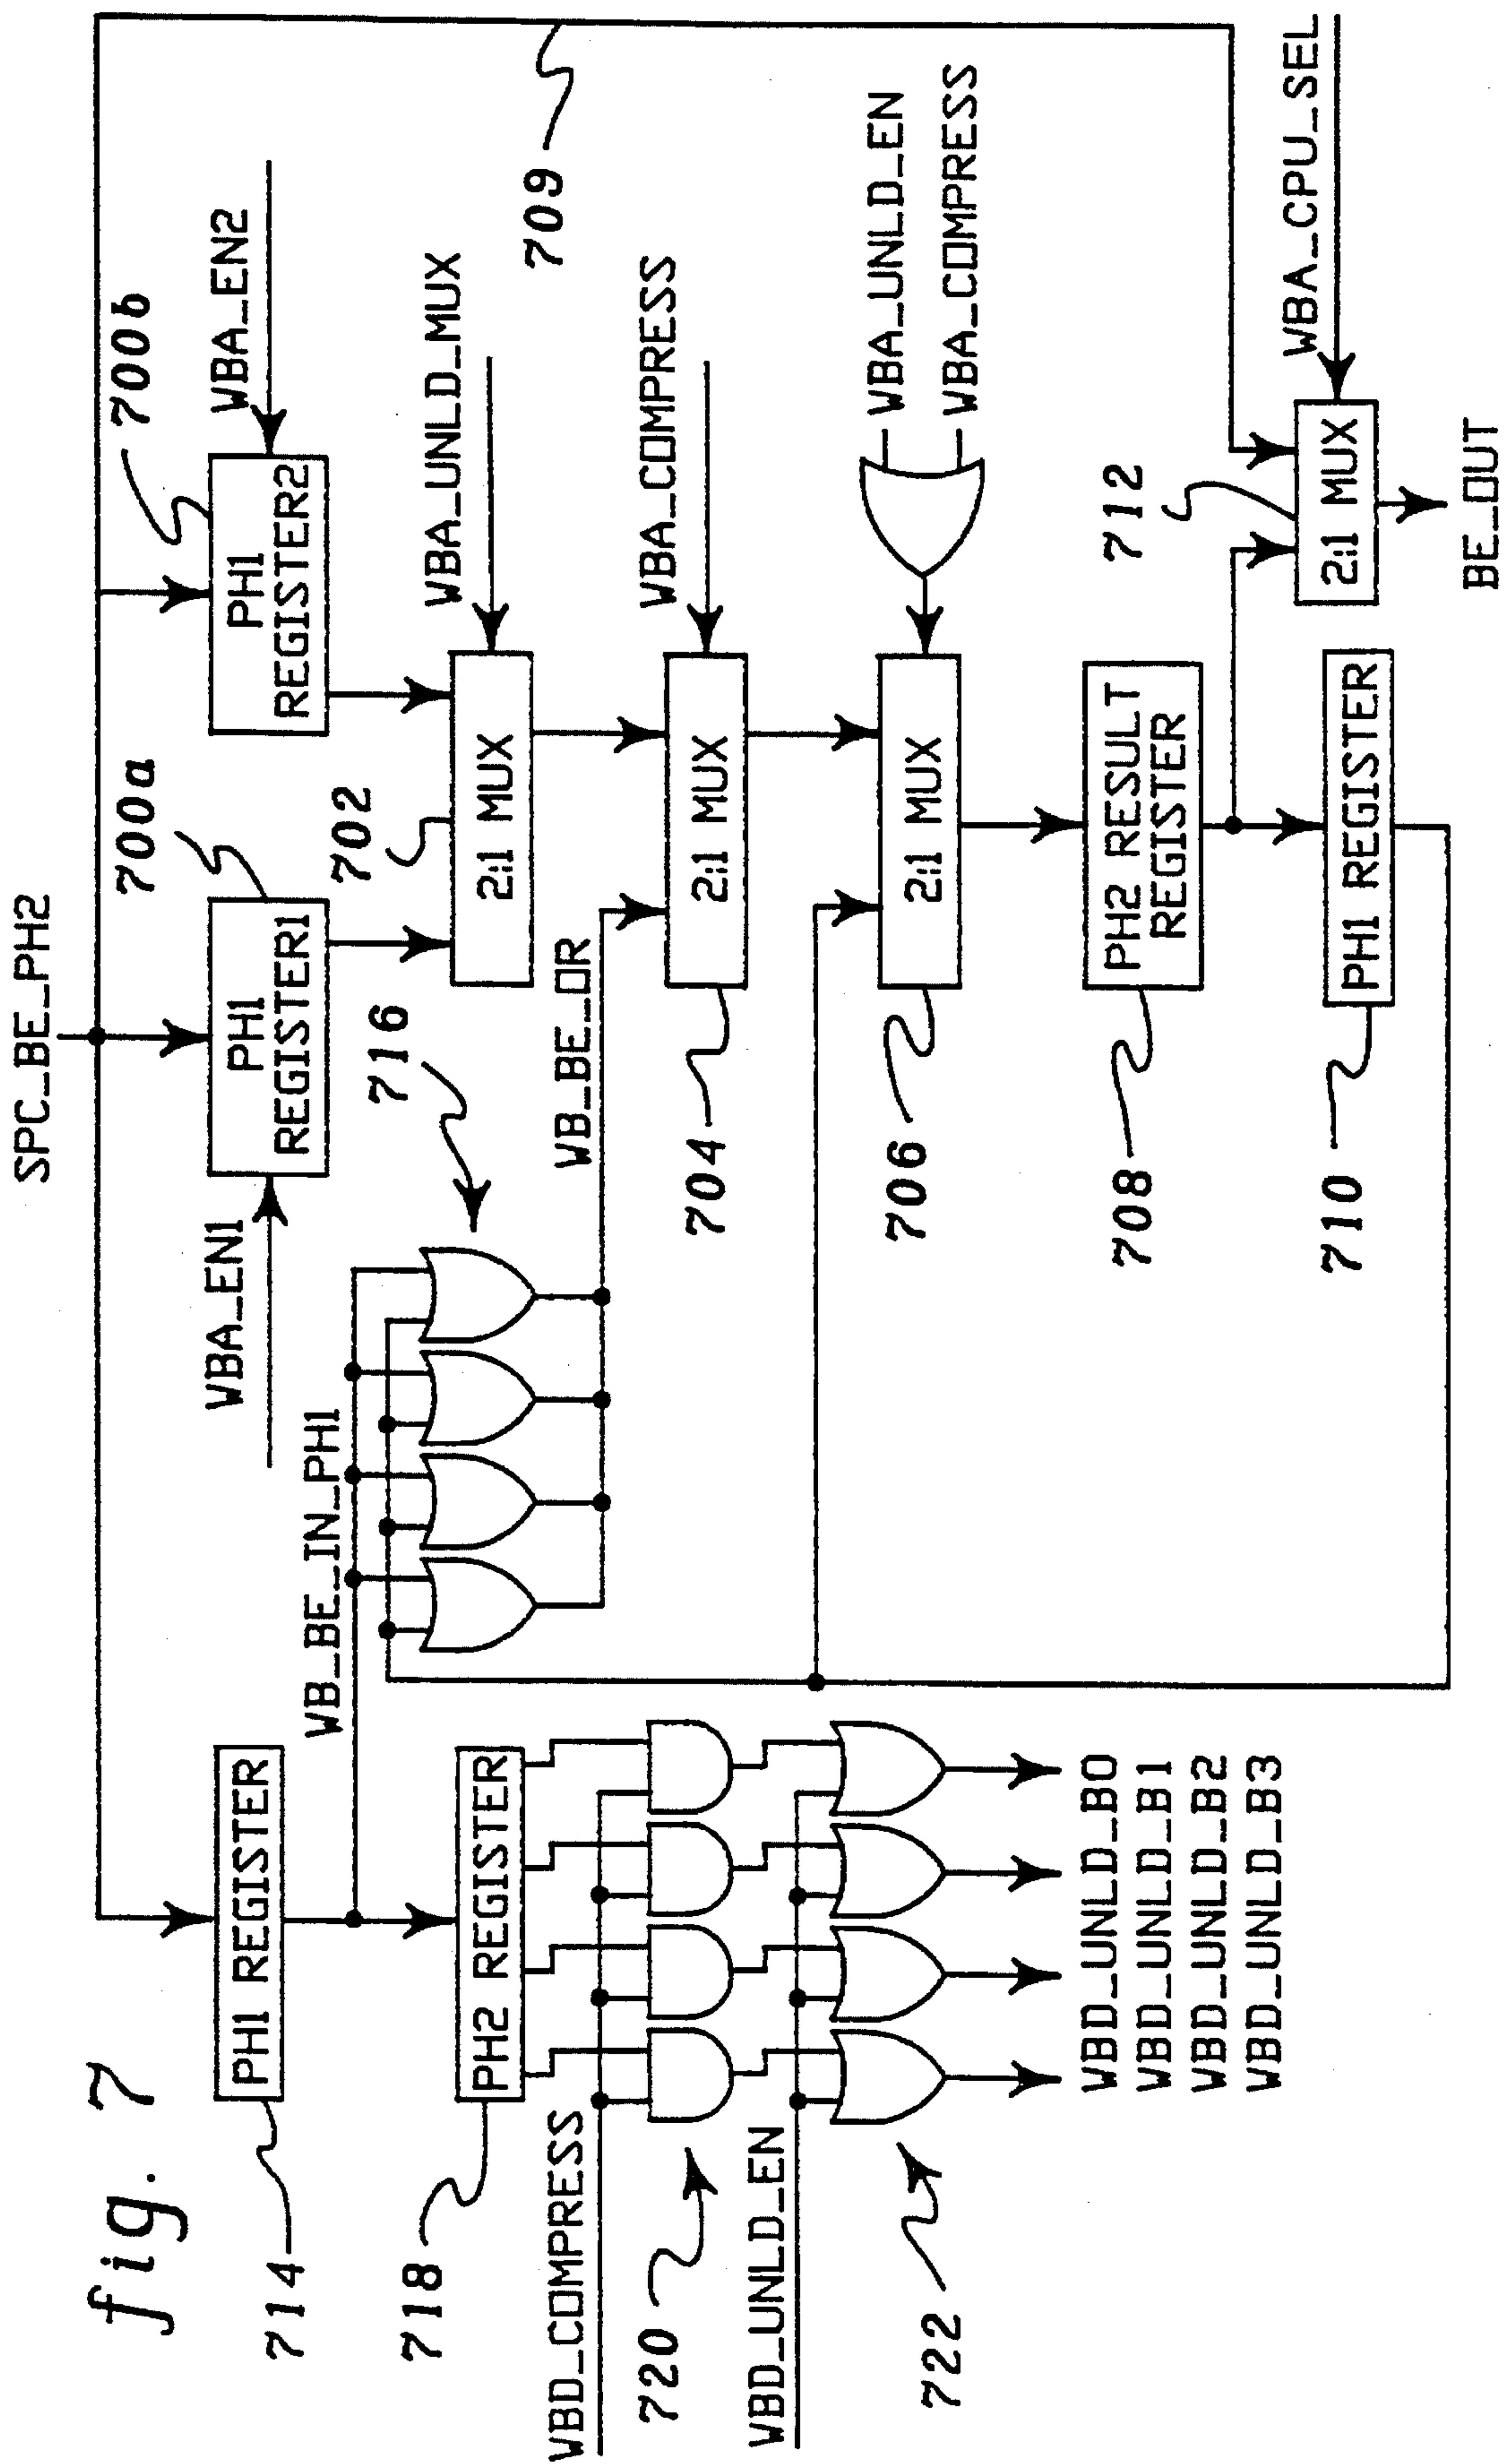 fig. 7
SPC_BE_PH2
709
714
PH1 REGISTER
WBA_EN1
PH1
REGISTER1
700a
PH1
REGISTER2
700b
WBA_EN2
WB_BE_IN_PH1
716
702
2:1 MUX
WBA_UNLD_MUX
718
PH2 REGISTER
WBD_COMPRESS
720
WB_BE_OR
704
2:1 MUX
WBA_COMPRESS
WBD_UNLD_EN
722
706
2:1 MUX
WBA_UNLD_EN
WBA_COMPRESS
WBD_UNLD_B0
WBD_UNLD_B1
WBD_UNLD_B2
WBD_UNLD_B3
708
PH2 RESULT
REGISTER
710
PH1 REGISTER
712
2:1 MUX
WBA_CPU_SEL
BE_OUT